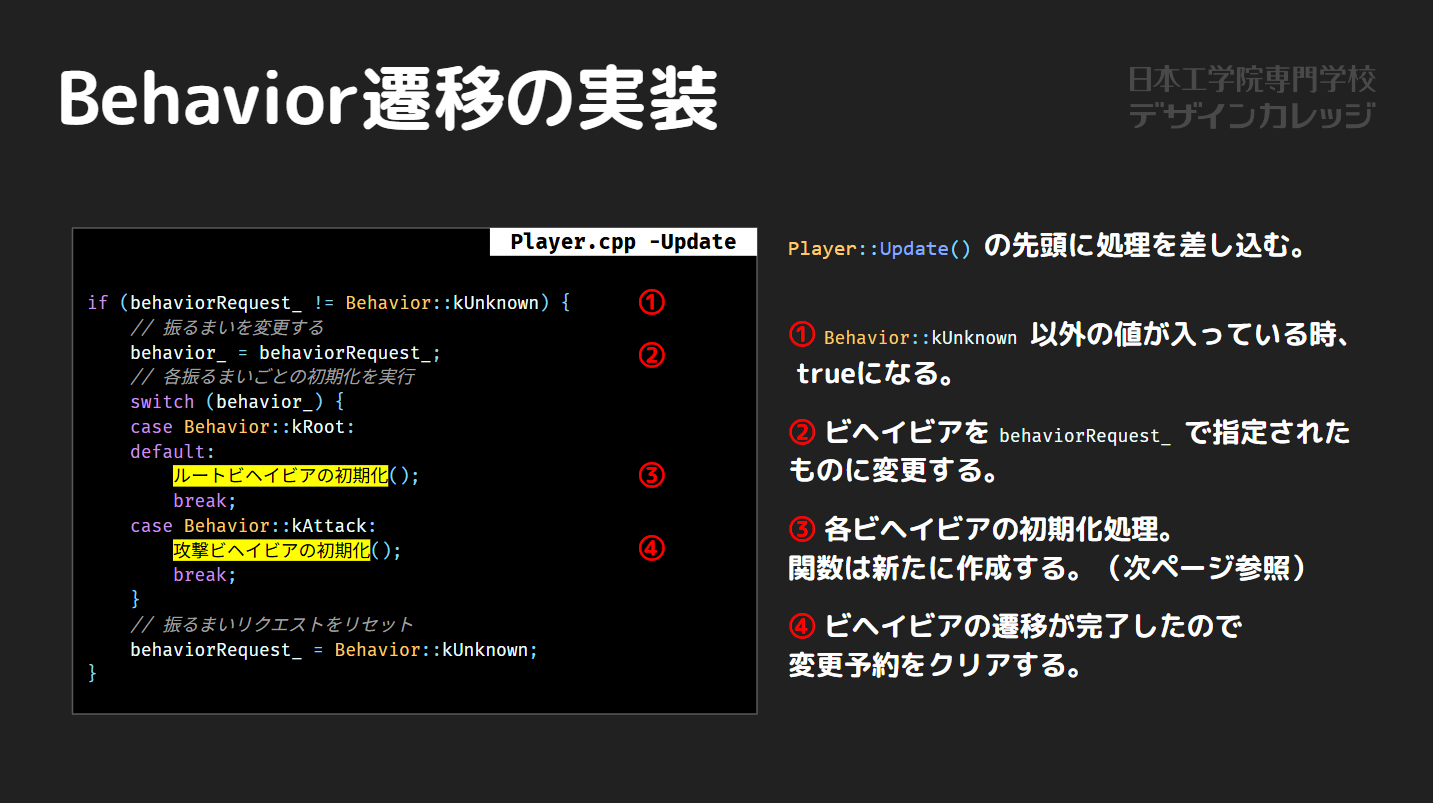 Behavior遷移の実装
日本工学院専門学校
デザインカレッジ
Player.cpp -Update
if (behaviorRequest_ != Behavior::kUnknown) { ①
// 振るまいを変更する
behavior_ = behaviorRequest_; ②
// 各振るまいごとの初期化を実行
switch (behavior_) {
case Behavior::kRoot:
default:
ルートビヘイビアの初期化(); ③
break;
case Behavior::kAttack:
攻撃ビヘイビアの初期化(); ④
break;
}
// 振るまいリクエストをリセット
behaviorRequest_ = Behavior::kUnknown;
}
Player::Update() の先頭に処理を差し込む。
① Behavior::kUnknown 以外の値が入っている時、
trueになる。
② ビヘイビアを behaviorRequest_ で指定された
ものに変更する。
③ 各ビヘイビアの初期化処理。
関数は新たに作成する。（次ページ参照）
④ ビヘイビアの遷移が完了したので
変更予約をクリアする。